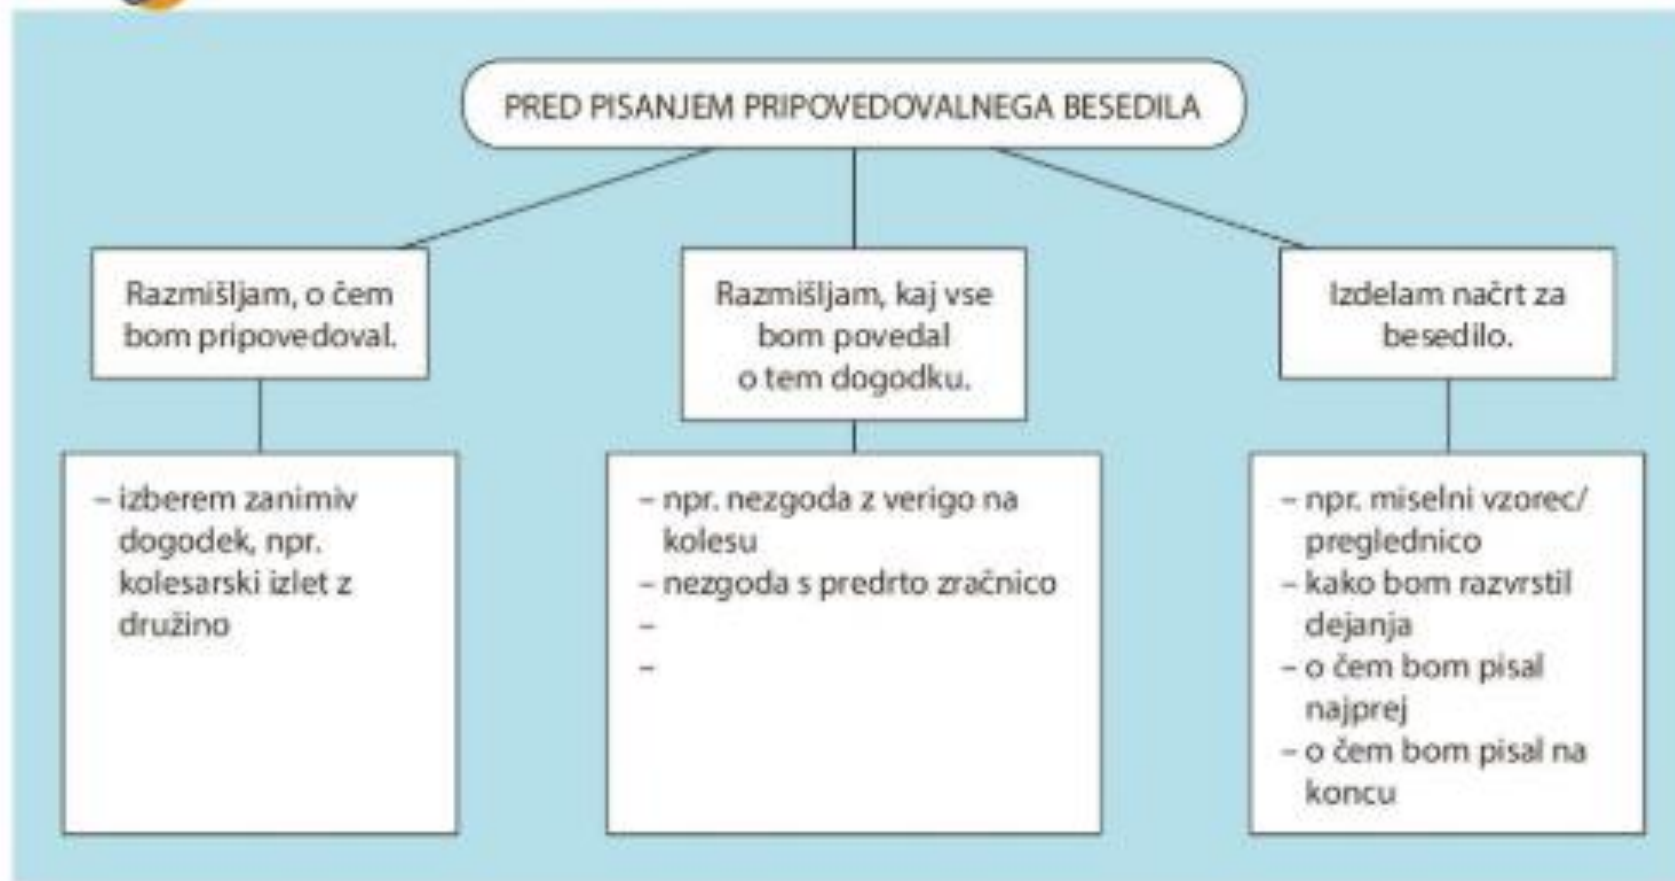 PRED PISANJEM PRIPOVEDOVALNEGA BESEDILA
Razmišljam, o čem
bom pripovedoval.
– izberem zanimiv
dogodek, npr.
kolesarski izlet z
družino
Razmišljam, kaj vse
bom povedal
o tem dogodku.
– npr. nezgoda z verigo na
kolesu
– nezgoda s predrto zračnico
–
–
Izdelam načrt za
besedilo.
– npr. miselni vzorec/
preglednico
– kako bom razvrstil
dejanja
– o čem bom pisal
najprej
– o čem bom pisal na
koncu